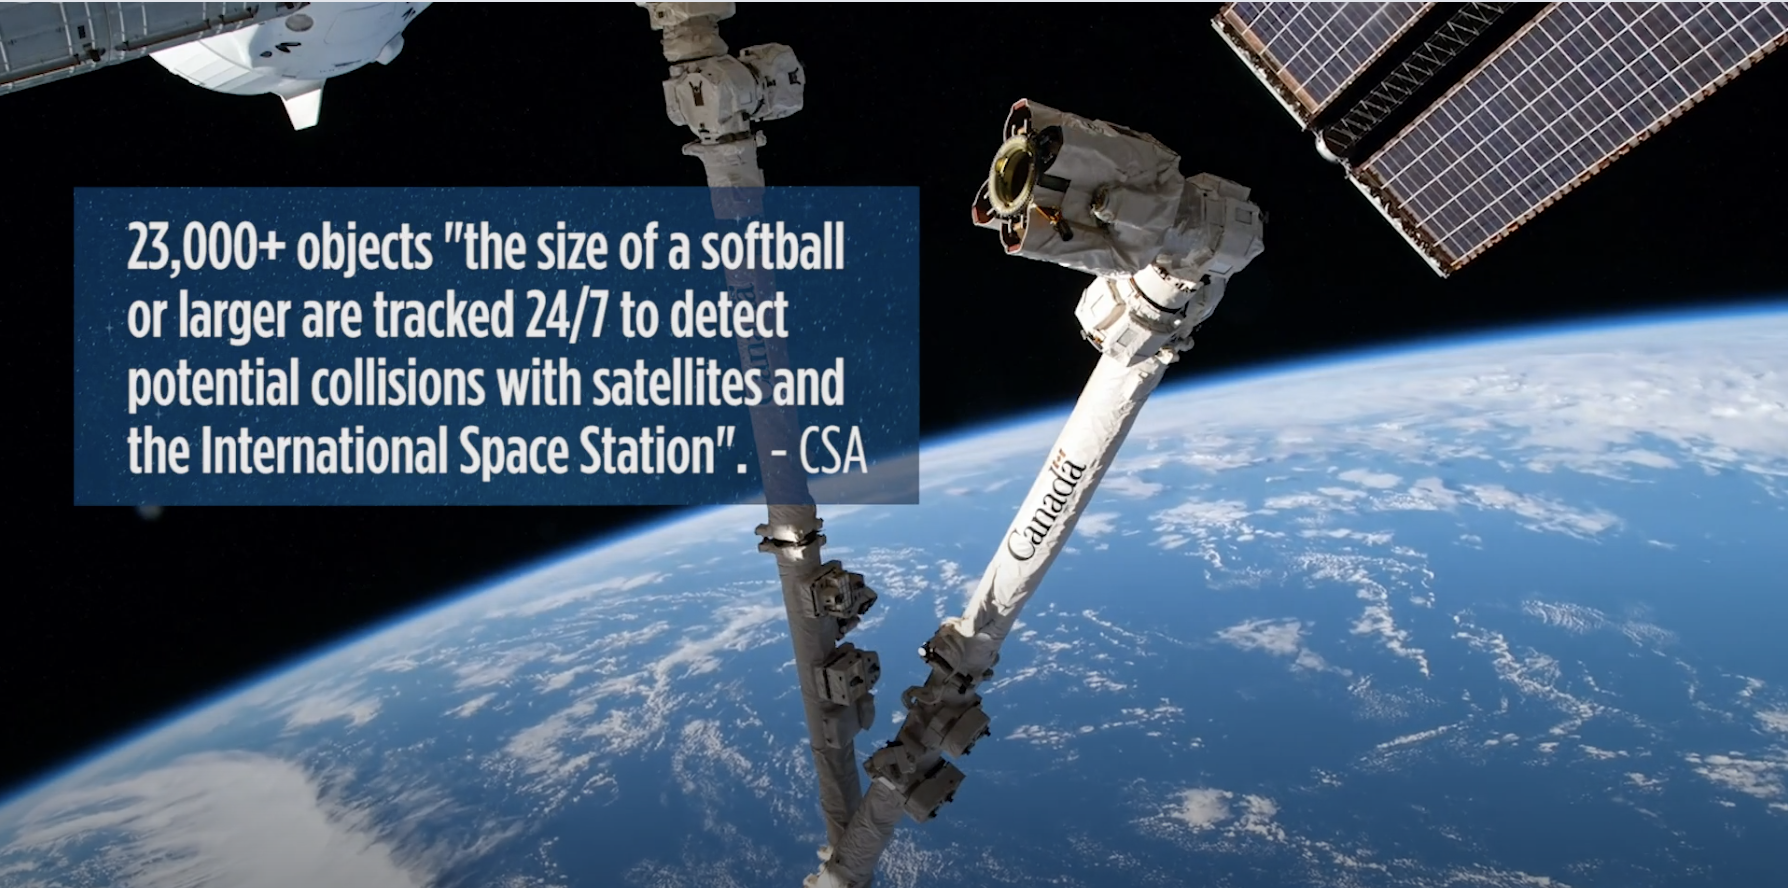 23,000+ objects "the size of a softball
or larger are tracked 24/7 to detect
potential collisions with satellites and
the International Space Station". - CSA
Canada